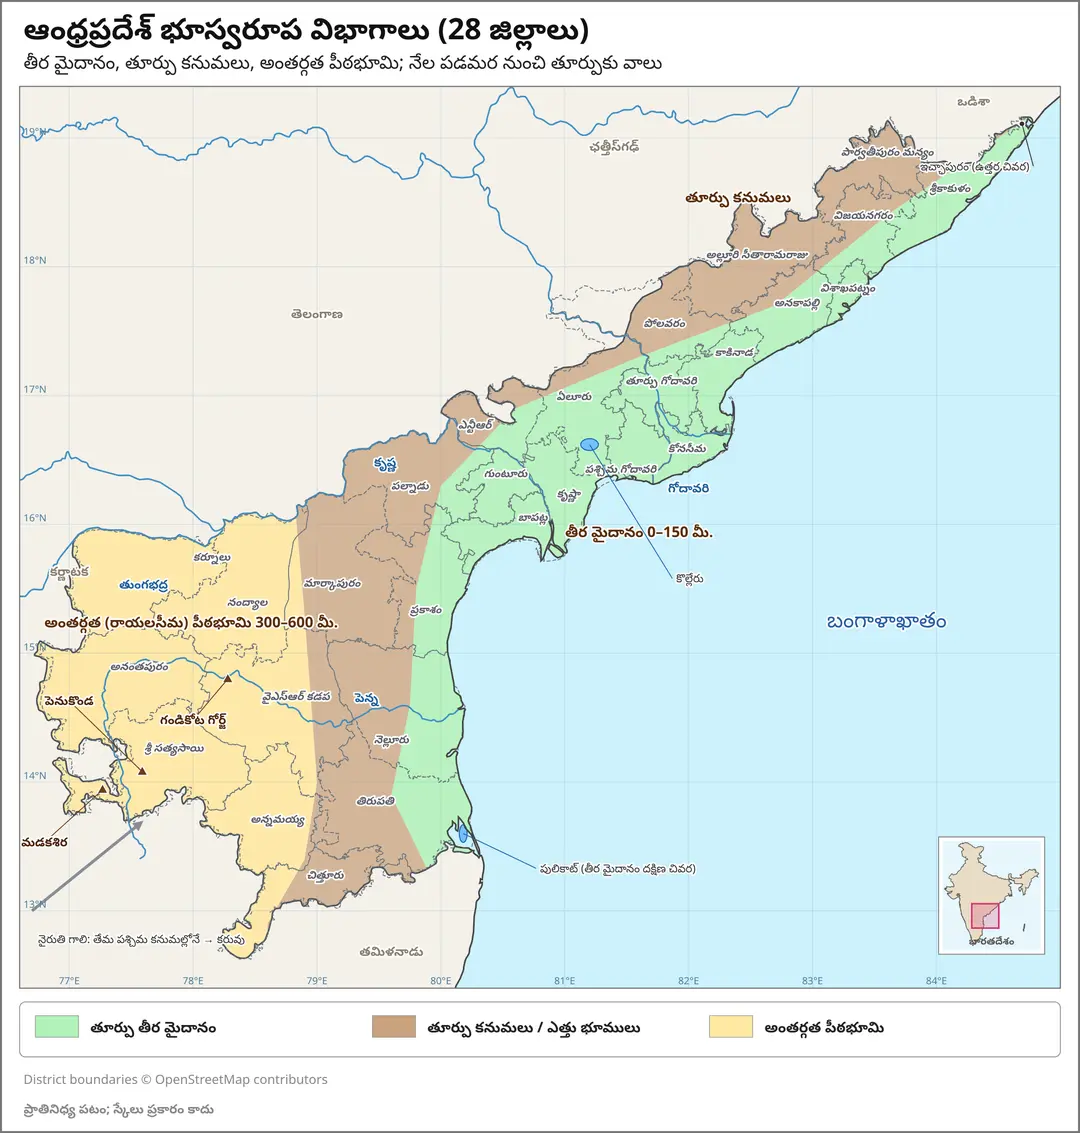 ఆంధ్రప్రదేశ్ భూస్వరూప విభాగాలు (28 జిల్లాలు)
తీర మైదానం, తూర్పు కనుమలు, అంతర్గత పీఠభూమి; నేల పడమర నుంచి తూర్పుకు వాలు
ఒడిశా
19°N
ఛత్తీస్‌గఢ్
పార్వతీపురం మన్యం
ఇచ్ఛాపురం (ఉత్తర చివర)
శ్రీకాకుళం
తూర్పు కనుమలు
విజయనగరం
అల్లూరి సీతారామరాజు
18°N
విశాఖపట్నం
అనకాపల్లి
తెలంగాణ
పోలవరం
కాకినాడ
తూర్పు గోదావరి
17°N
ఏలూరు
ఎన్టీఆర్
కోనసీమ
కృష్ణ
పశ్చిమ గోదావరి
గుంటూరు
పల్నాడు
గోదావరి
కృష్ణా
బాపట్ల
16°N
తీర మైదానం 0–150 మీ.
కర్నూలు
కర్ణాటక
కొల్లేరు
తుంగభద్ర
మార్కాపురం
నంద్యాల
ప్రకాశం
అంతర్గత (రాయలసీమ) పీఠభూమి 300–600 మీ.
బంగాళాఖాతం
15°N
అనంతపురం
పెనుకొండ
వైఎస్ఆర్ కడప
పెన్న
గండికోట గోర్జ్
నెల్లూరు
శ్రీ సత్యసాయి
14°N
తిరుపతి
అన్నమయ్య
మడకశిర
పులికాట్ (తీర మైదానం దక్షిణ చివర)
చిత్తూరు
13°N
నైరుతి గాలి: తేమ పశ్చిమ కనుమల్లోనే → కరువు
తమిళనాడు
భారతదేశం
77°E 78°E 79°E 80°E 81°E 82°E 83°E 84°E
తూర్పు తీర మైదానం
తూర్పు కనుమలు / ఎత్తు భూములు
అంతర్గత పీఠభూమి
District boundaries © OpenStreetMap contributors
ప్రాతినిధ్య పటం; స్కేలు ప్రకారం కాదు